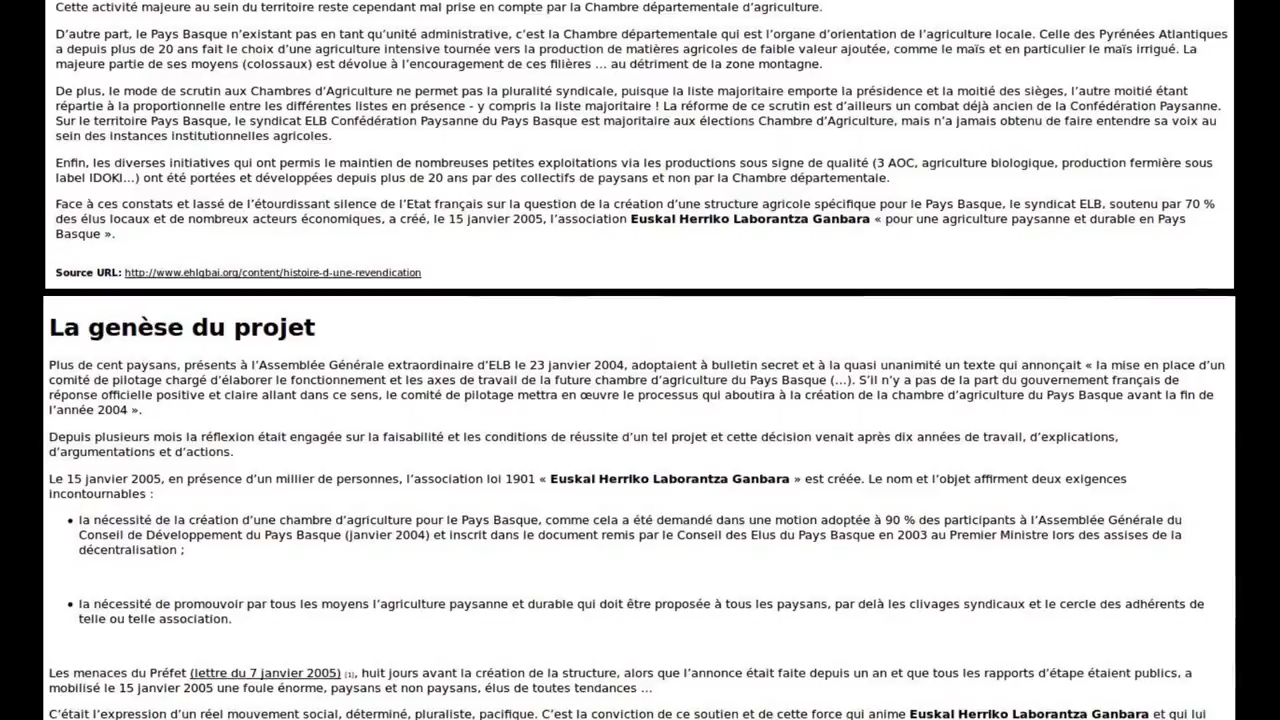 Cette activité majeure au sein du territoire reste cependant mal prise en compte par la Chambre départementale d’agriculture.
D’autre part, le Pays Basque n’existant pas en tant qu’unité administrative, c’est la Chambre départementale qui est l’organe d’orientation de l’agriculture locale. Celle des Pyrénées Atlantiques
a depuis plus de 20 ans fait le choix d’une agriculture intensive tournée vers la production de matières agricoles de faible valeur ajoutée, comme le maïs et en particulier le maïs irrigué. La
majeure partie de ses moyens (colossaux) est dévolue à l’encouragement de ces filières ... au détriment de la zone montagne.
De plus, le mode de scrutin aux Chambres d’Agriculture ne permet pas la pluralité syndicale, puisque la liste majoritaire emporte la présidence et la moitié des sièges, l’autre moitié étant
répartie à la proportionnelle entre les différentes listes en présence - y compris la liste majoritaire ! La réforme de ce scrutin est d’ailleurs un combat déjà ancien de la Confédération Paysanne.
Sur le territoire Pays Basque, le syndicat ELB Confédération Paysanne du Pays Basque est majoritaire aux élections Chambre d’Agriculture, mais n’a jamais obtenu de faire entendre sa voix au
sein des instances institutionnelles agricoles.
Enfin, les diverses initiatives qui ont permis le maintien de nombreuses petites exploitations via les productions sous signe de qualité (3 AOC, agriculture biologique, production fermière sous
label IDOKI...) ont été portées et développées depuis plus de 20 ans par des collectifs de paysans et non par la Chambre départementale.
Face à ces constats et lassé de l’étourdissant silence de l’Etat français sur la question de la création d’une structure agricole spécifique pour le Pays Basque, le syndicat ELB, soutenu par 70 %
des élus locaux et de nombreux acteurs économiques, a créé, le 15 janvier 2005, l’association Euskal Herriko Laborantza Ganbara « pour une agriculture paysanne et durable en Pays
Basque ».
Source URL: http://www.ehlgbai.org/content/histoire-d-une-revendication
La genèse du projet
Plus de cent paysans, présents à l’Assemblée Générale extraordinaire d’ELB le 23 janvier 2004, adoptaient à bulletin secret et à la quasi unanimité un texte qui annonçait « la mise en place d’un
comité de pilotage chargé d’élaborer le fonctionnement et les axes de travail de la future chambre d’agriculture du Pays Basque (...). S’il n’y a pas de la part du gouvernement français de
réponse officielle positive et claire allant dans ce sens, le comité de pilotage mettra en œuvre le processus qui aboutira à la création de la chambre d’agriculture du Pays Basque avant la fin de
l’année 2004 ».
Depuis plusieurs mois la réflexion était engagée sur la faisabilité et les conditions de réussite d’un tel projet et cette décision venait après dix années de travail, d’explications,
d’argumentations et d’actions.
Le 15 janvier 2005, en présence d’un millier de personnes, l’association loi 1901 « Euskal Herriko Laborantza Ganbara » est créée. Le nom et l’objet affirment deux exigences
incontournables :
• la nécessité de la création d’une chambre d’agriculture pour le Pays Basque, comme cela a été demandé dans une motion adoptée à 90 % des participants à l’Assemblée Générale du
Conseil de Développement du Pays Basque (janvier 2004) et inscrit dans le document remis par le Conseil des Elus du Pays Basque en 2003 au Premier Ministre lors des assises de la
décentralisation ;
• la nécessité de promouvoir par tous les moyens l’agriculture paysanne et durable qui doit être proposée à tous les paysans, par delà les clivages syndicaux et le cercle des adhérents de
telle ou telle association.
Les menaces du Préfet (lettre du 7 janvier 2005) [1], huit jours avant la création de la structure, alors que l’annonce était faite depuis un an et que tous les rapports d’étape étaient publics, a
mobilisé le 15 janvier 2005 une foule énorme, paysans et non paysans, élus de toutes tendances ...
C’était l’expression d’un réel mouvement social, déterminé, pluraliste, pacifique. C’est la conviction de ce soutien et de cette force qui anime Euskal Herriko Laborantza Ganbara et qui lui